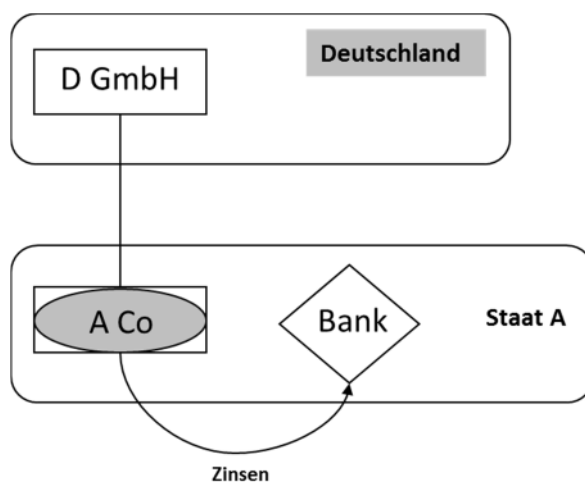 Deutschland
D GmbH
A Co
Bank
Staat A
Zinsen